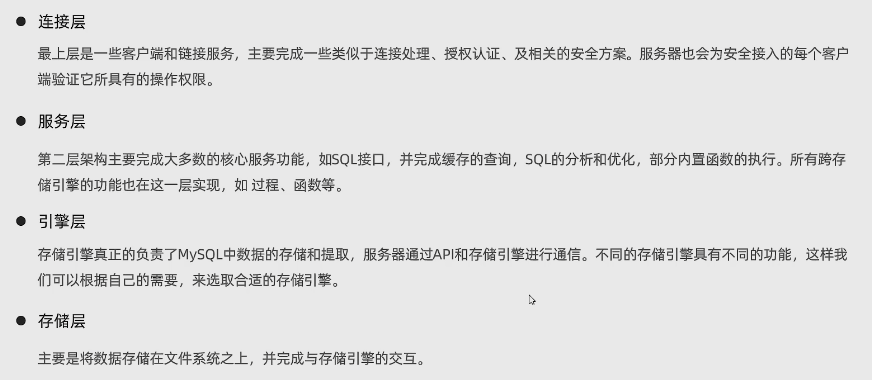 ● 连接层
最上层是一些客户端和链接服务，主要完成一些类似于连接处理、授权认证、及相关的安全方案。服务器也会为安全接入的每个客户
端验证它所具有的操作权限。
● 服务层
第二层架构主要完成大多数的核心服务功能，如SQL接口，并完成缓存的查询，SQL的分析和优化，部分内置函数的执行。所有跨存
储引擎的功能也在这一层实现，如 过程、函数等。
● 引擎层
存储引擎真正的负责了MySQL中数据的存储和提取，服务器通过API和存储引擎进行通信。不同的存储引擎具有不同的功能，这样我
们可以根据自己的需要，来选取合适的存储引擎。
● 存储层
主要是将数据存储在文件系统之上，并完成与存储引擎的交互。